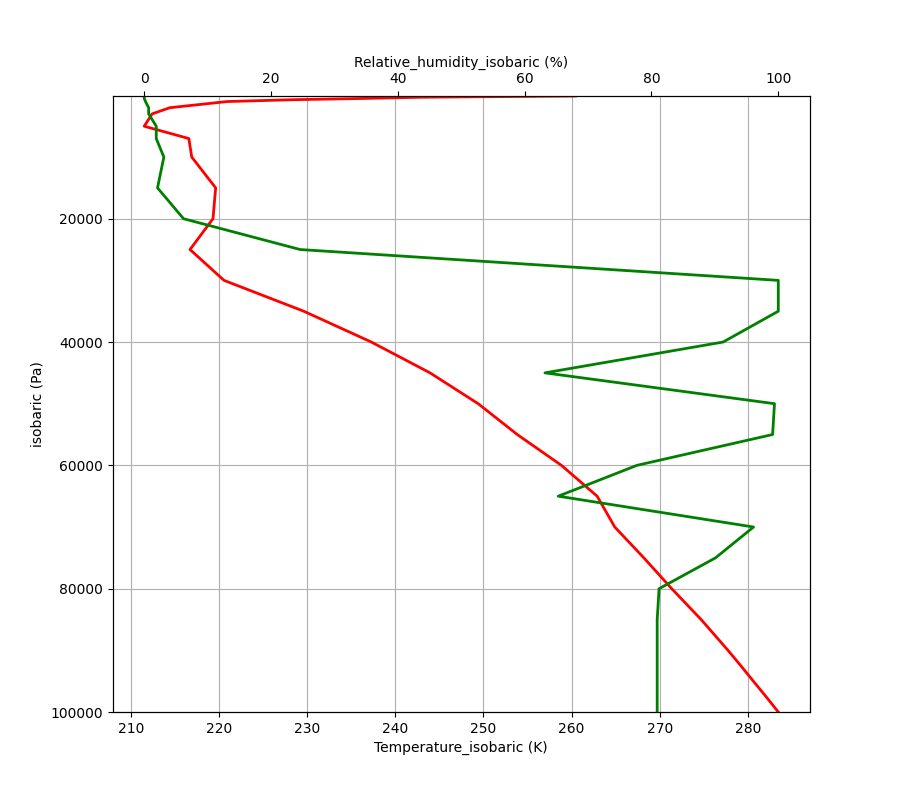 Relative_humidity_isobaric (%)
0 20 40 60 80 100
isobaric (Pa)
20000
40000
60000
80000
100000
210 220 230 240 250 260 270 280
Temperature_isobaric (K)